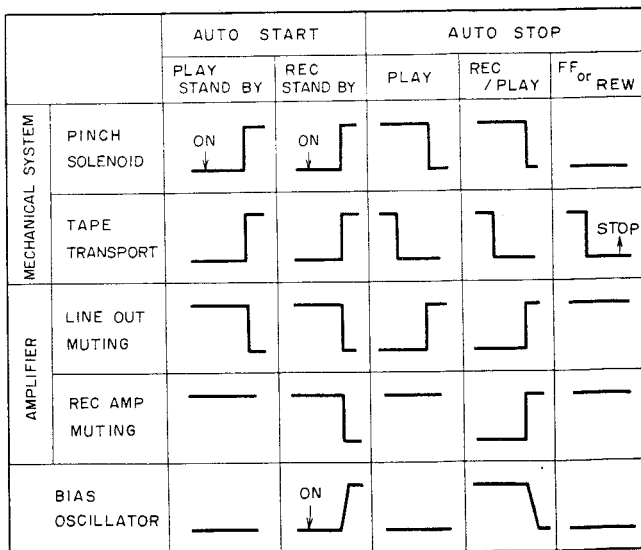 AUTO START
AUTO STOP
PLAY
STAND BY
REC
STAND BY
PLAY
REC
/ PLAY
FF or REW
MECHANICAL SYSTEM
PINCH
SOLENOID
ON
ON
TAPE
TRANSPORT
STOP
AMPLIFIER
LINE OUT
MUTING
REC AMP
MUTING
BIAS
OSCILLATOR
ON